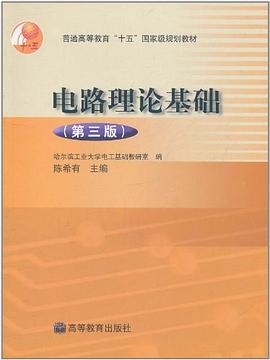 普通高等教育“十五”国家级规划教材
电路理论基础
（第三版）
哈尔滨工业大学电工基础教研室 编
陈希有 主编
高等教育出版社